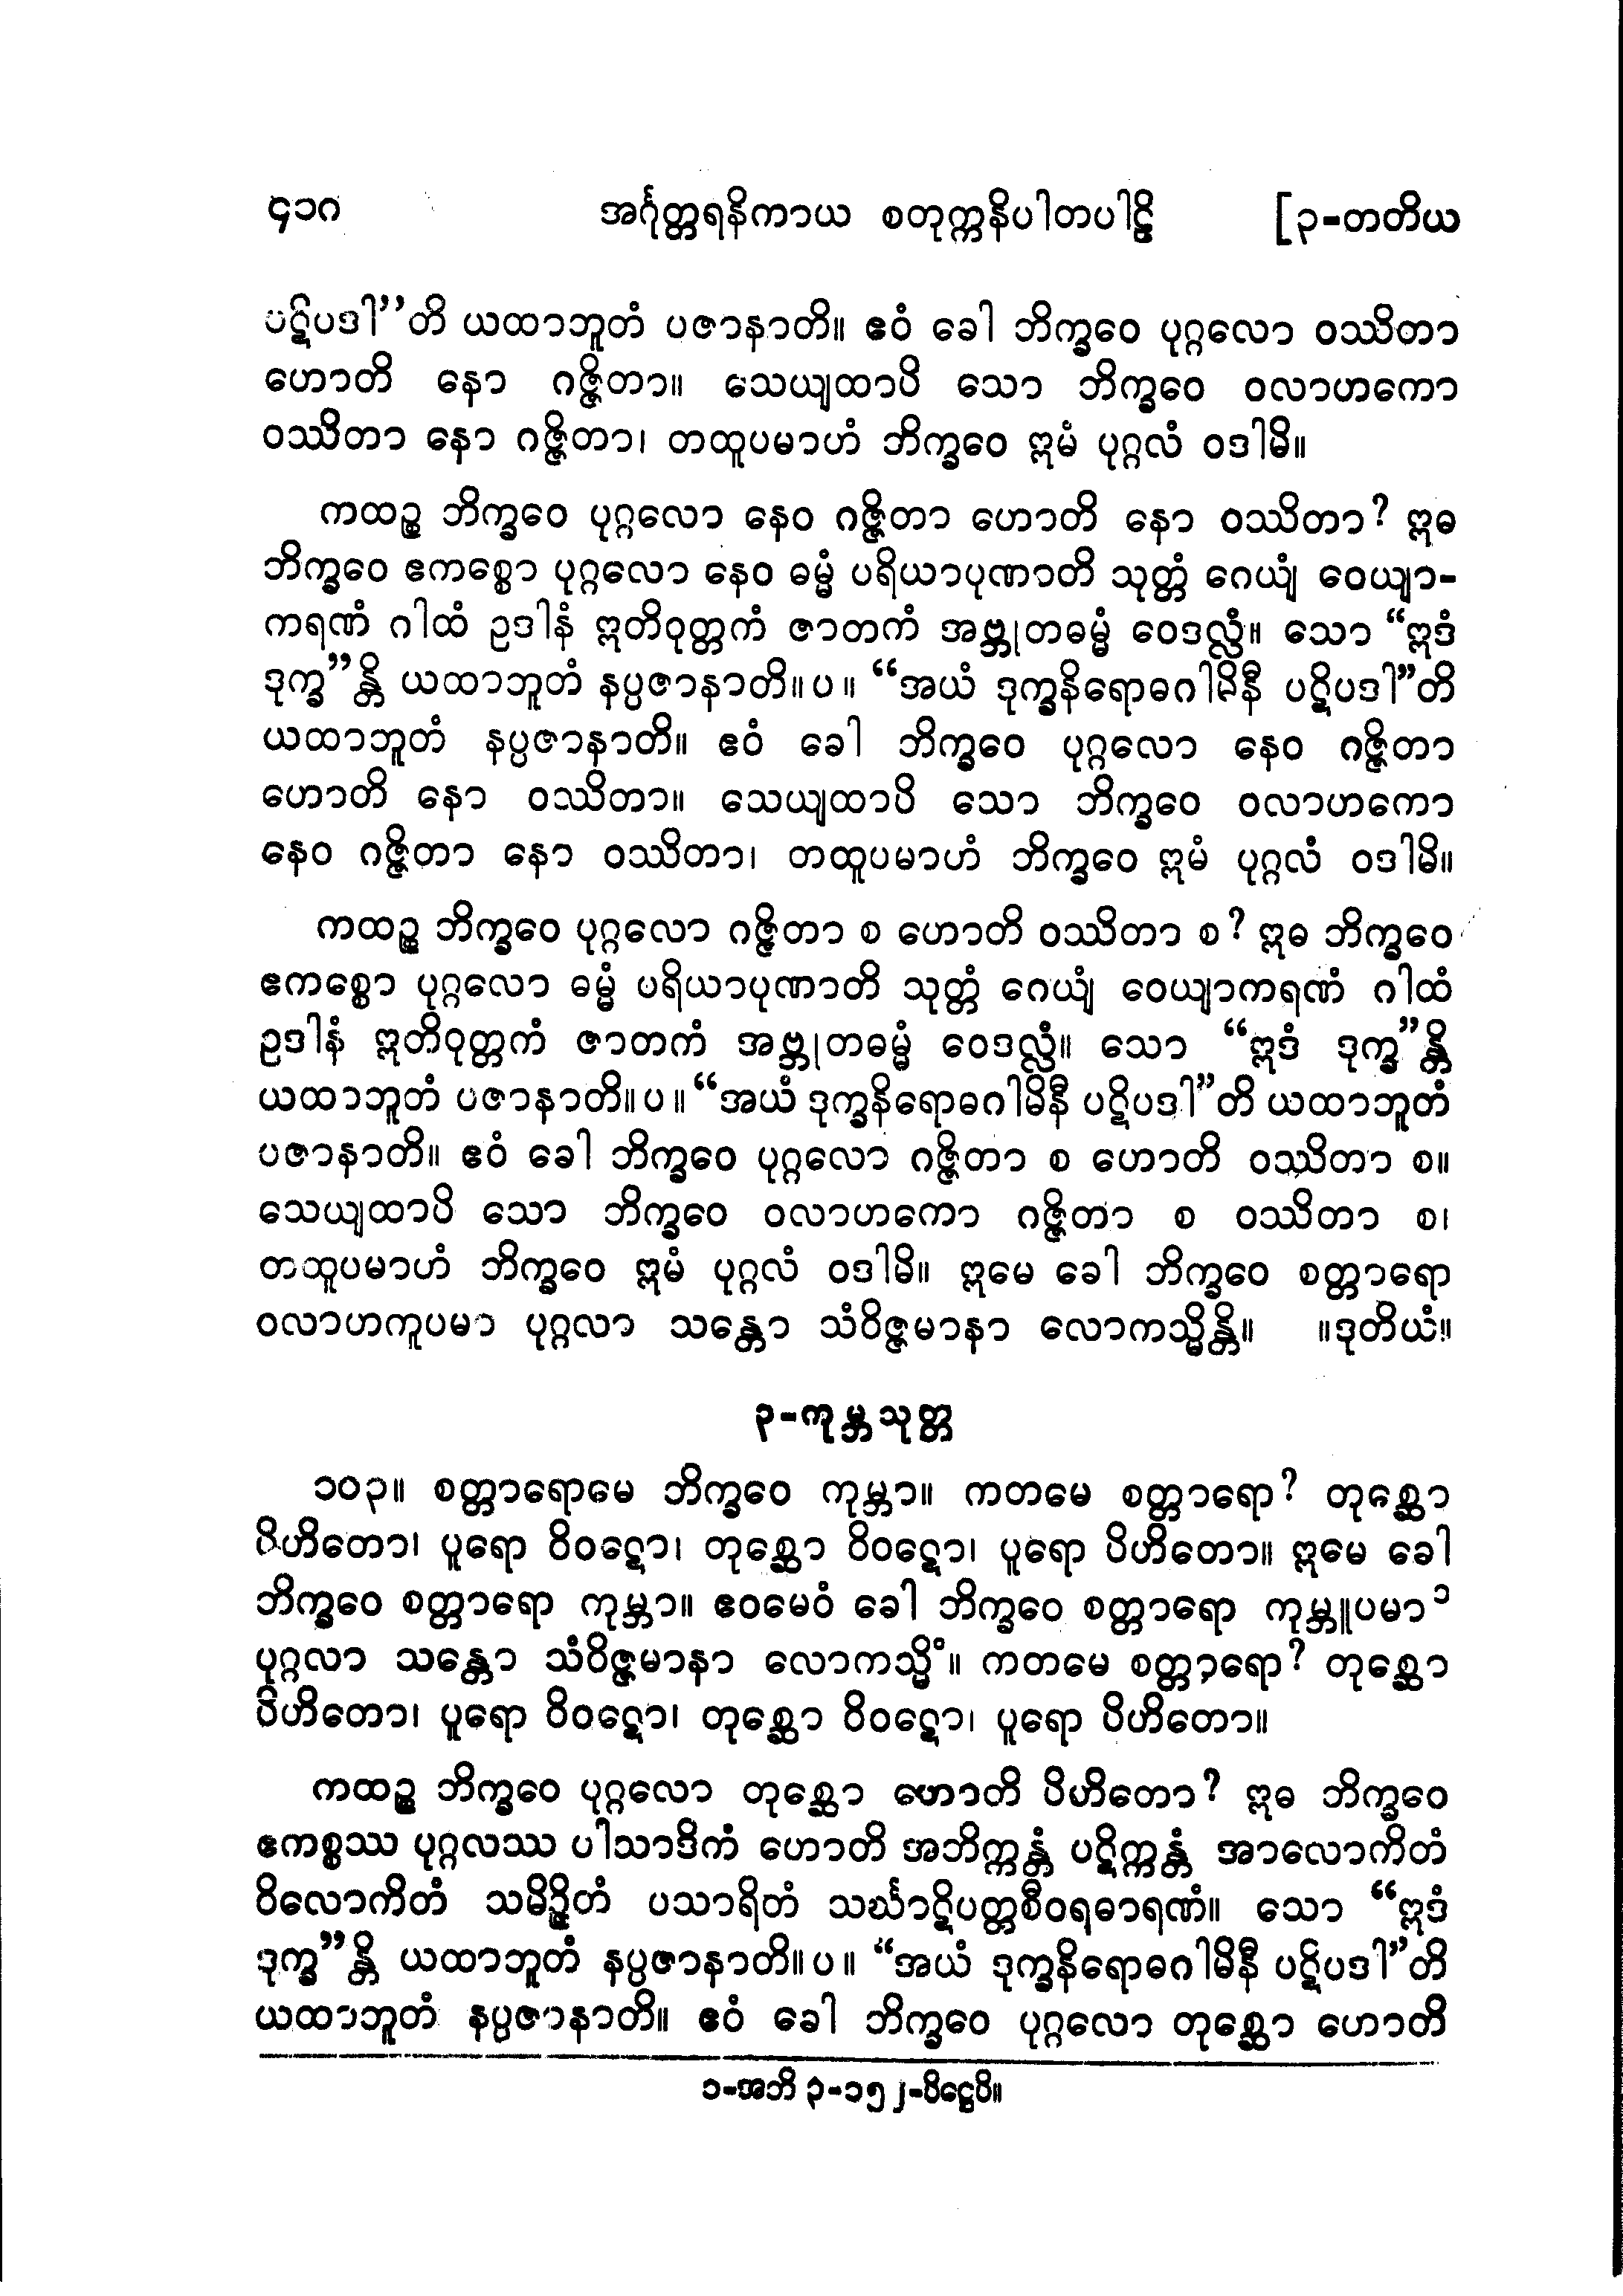 ၄၁၈ အင်္ဂုတ္တရနိကာယ စတုက္ကနိပါတပါဠိ [၃-တတိယ
ပဋိပဒါ”တိ ယထာဘူတံ ပဇာနာတိ။ ဧဝံ ခေါ ဘိက္ခဝေ ပုဂ္ဂလော ဝဿိတာ
ဟောတိ နော ဂဇ္ဇိတာ။ သေယျထာပိ သော ဘိက္ခဝေ ဝလာဟကော
ဝဿိတာ နော ဂဇ္ဇိတာ၊ တထူပမာဟံ ဘိက္ခဝေ ဣမံ ပုဂ္ဂလံ ဝဒါမိ။
ကထဉ္စ ဘိက္ခဝေ ပုဂ္ဂလော နေဝ ဂဇ္ဇိတာ ဟောတိ နော ဝဿိတာ? ဣဓ
ဘိက္ခဝေ ဧကစ္စော ပုဂ္ဂလော နေဝ ဓမ္မံ ပရိယာပုဏာတိ သုတ္တံ ဂေယျံ ဝေယျာ-
ကရဏံ ဂါထံ ဥဒါနံ ဣတိဝုတ္တကံ ဇာတကံ အဗ္ဘုတဓမ္မံ ဝေဒလ္လံ။ သော “ဣဒံ
ဒုက္ခ”န္တိ ယထာဘူတံ နပ္ပဇာနာတိ။ပ။ “အယံ ဒုက္ခနိရောဓဂါမိနီ ပဋိပဒါ”တိ
ယထာဘူတံ နပ္ပဇာနာတိ။ ဧဝံ ခေါ ဘိက္ခဝေ ပုဂ္ဂလော နေဝ ဂဇ္ဇိတာ
ဟောတိ နော ဝဿိတာ။ သေယျထာပိ သော ဘိက္ခဝေ ဝလာဟကော
နေဝ ဂဇ္ဇိတာ နော ဝဿိတာ၊ တထူပမာဟံ ဘိက္ခဝေ ဣမံ ပုဂ္ဂလံ ဝဒါမိ။
ကထဉ္စ ဘိက္ခဝေ ပုဂ္ဂလော ဂဇ္ဇိတာ စ ဟောတိ ဝဿိတာ စ? ဣဓ ဘိက္ခဝေ
ဧကစ္စော ပုဂ္ဂလော ဓမ္မံ ပရိယာပုဏာတိ သုတ္တံ ဂေယျံ ဝေယျာကရဏံ ဂါထံ
ဥဒါနံ ဣတိဝုတ္တကံ ဇာတကံ အဗ္ဘုတဓမ္မံ ဝေဒလ္လံ။ သော “ဣဒံ ဒုက္ခ”န္တိ
ယထာဘူတံ ပဇာနာတိ။ပ။ “အယံ ဒုက္ခနိရောဓဂါမိနီ ပဋိပဒါ”တိ ယထာဘူတံ
ပဇာနာတိ။ ဧဝံ ခေါ ဘိက္ခဝေ ပုဂ္ဂလော ဂဇ္ဇိတာ စ ဟောတိ ဝဿိတာ စ။
သေယျထာပိ သော ဘိက္ခဝေ ဝလာဟကော ဂဇ္ဇိတာ စ ဝဿိတာ စ၊
တထူပမာဟံ ဘိက္ခဝေ ဣမံ ပုဂ္ဂလံ ဝဒါမိ။ ဣမေ ခေါ ဘိက္ခဝေ စတ္တာရော
ဝလာဟကူပမာ ပုဂ္ဂလာ သန္တော သံဝိဇ္ဇမာနာ လောကသ္မိန္တိ။ ။ဒုတိယံ။
၃-ကုမ္ဘသုတ္တ
၁၀၃။ စတ္တာရောမေ ဘိက္ခဝေ ကုမ္ဘာ။ ကတမေ စတ္တာရော? တုစ္ဆော
ပိဟိတော၊ ပူရော ဝိဝဋော၊ တုစ္ဆော ဝိဝဋော၊ ပူရော ပိဟိတော။ ဣမေ ခေါ
ဘိက္ခဝေ စတ္တာရော ကုမ္ဘာ။ ဧဝမေဝံ ခေါ ဘိက္ခဝေ စတ္တာရော ကုမ္ဘူပမာ ၁
ပုဂ္ဂလာ သန္တော သံဝိဇ္ဇမာနာ လောကသ္မိံ။ ကတမေ စတ္တာရော? တုစ္ဆော
ပိဟိတော၊ ပူရော ဝိဝဋော၊ တုစ္ဆော ဝိဝဋော၊ ပူရော ပိဟိတော။
ကထဉ္စ ဘိက္ခဝေ ပုဂ္ဂလော တုစ္ဆော ဟောတိ ပိဟိတော? ဣဓ ဘိက္ခဝေ
ဧကစ္စဿ ပုဂ္ဂလဿ ပါသာဒိကံ ဟောတိ အဘိက္ကန္တံ ပဋိက္ကန္တံ အာလောကိတံ
ဝိလောကိတံ သမိဉ္ဇိတံ ပသာရိတံ သင်္ဃာဋိပတ္တစီဝရဓာရဏံ။ သော “ဣဒံ
ဒုက္ခ”န္တိ ယထာဘူတံ နပ္ပဇာနာတိ။ပ။ “အယံ ဒုက္ခနိရောဓဂါမိနီ ပဋိပဒါ”တိ
ယထာဘူတံ နပ္ပဇာနာတိ။ ဧဝံ ခေါ ဘိက္ခဝေ ပုဂ္ဂလော တုစ္ဆော ဟောတိ
၁-အဘိ ၃-၁၅၂-ပိဋ္ဌေပိ။